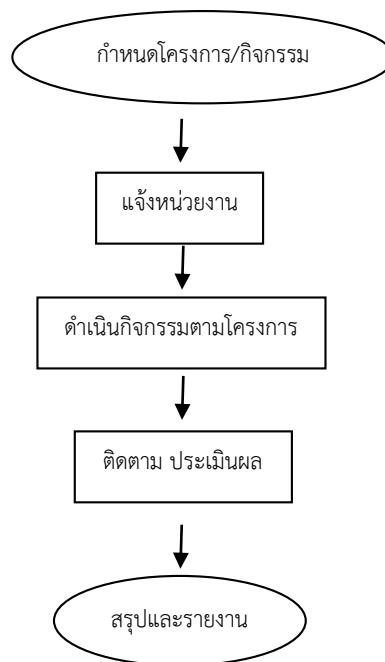 กำหนดโครงการ/กิจกรรม
แจ้งหน่วยงาน
ดำเนินกิจกรรมตามโครงการ
ติดตาม ประเมินผล
สรุปและรายงาน